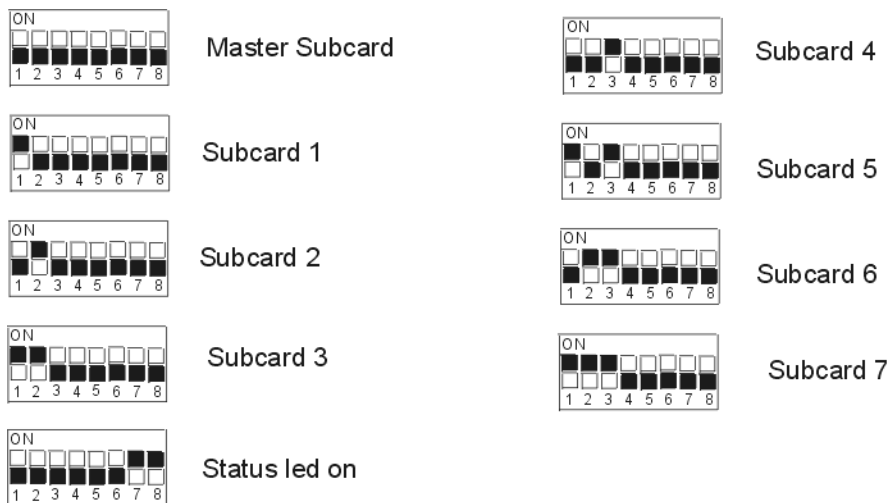 ON
1 2 3 4 5 6 7 8
Master Subcard
ON
1 2 3 4 5 6 7 8
Subcard 1
ON
1 2 3 4 5 6 7 8
Subcard 2
ON
1 2 3 4 5 6 7 8
Subcard 3
ON
1 2 3 4 5 6 7 8
Status led on
ON
1 2 3 4 5 6 7 8
Subcard 4
ON
1 2 3 4 5 6 7 8
Subcard 5
ON
1 2 3 4 5 6 7 8
Subcard 6
ON
1 2 3 4 5 6 7 8
Subcard 7